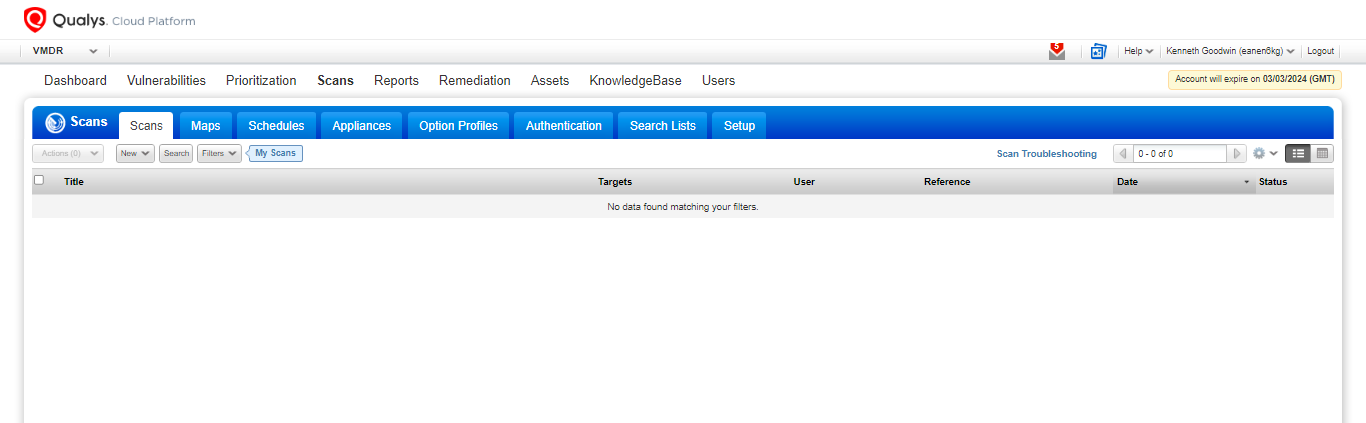 Qualys. Cloud Platform
VMDR
5
Help
Kenneth Goodwin (eanen6kg)
Logout
Dashboard Vulnerabilities Prioritization Scans Reports Remediation Assets KnowledgeBase Users
Account will expire on 03/03/2024 (GMT)
Scans Scans Maps Schedules Appliances Option Profiles Authentication Search Lists Setup
Actions (0) New Search Filters My Scans Scan Troubleshooting 0 - 0 of 0
Title Targets User Reference Date Status
No data found matching your filters.